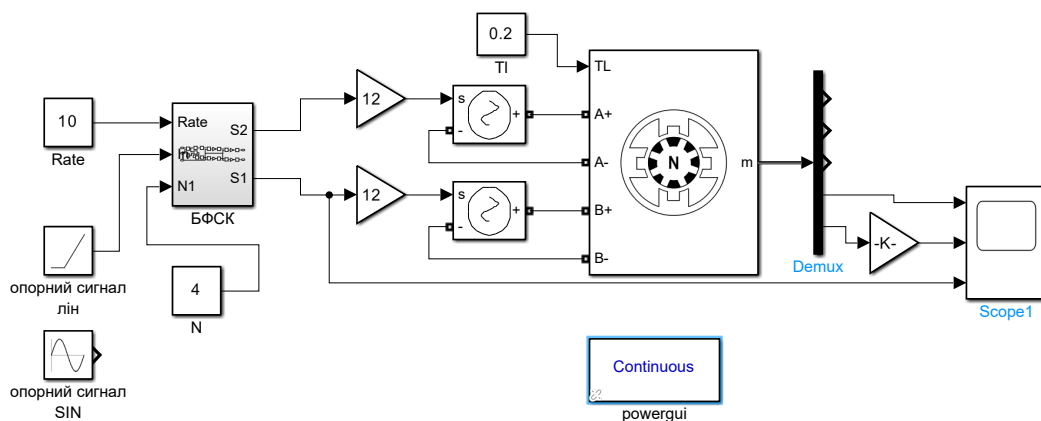 0.2
Tl
10
Rate
Rate
N1
S2
S1
БФСК
12
12
s
-
+
s
-
+
TL
A+
A-
B+
B-
N
m
Demux
-K-
Scope1
опорний сигнал
лін
4
N
опорний сигнал
SIN
Continuous
powergui